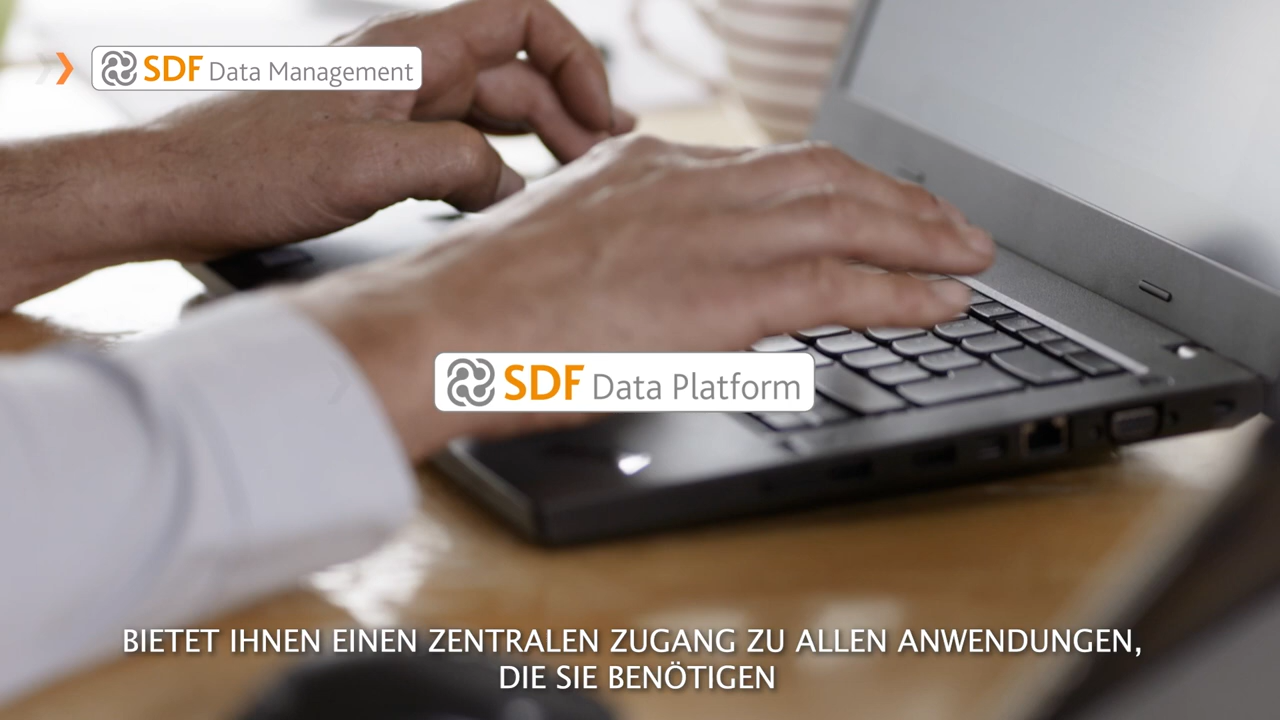 SDF Data Management
SDF Data Platform
BIETET IHNEN EINEN ZENTRALEN ZUGANG ZU ALLEN ANWENDUNGEN,
DIE SIE BENÖTIGEN